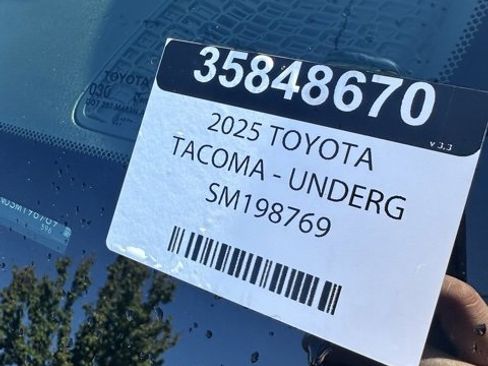 35848670
v 3.3
2025 TOYOTA
TACOMA - UNDERG
SM198769
TOYOTA